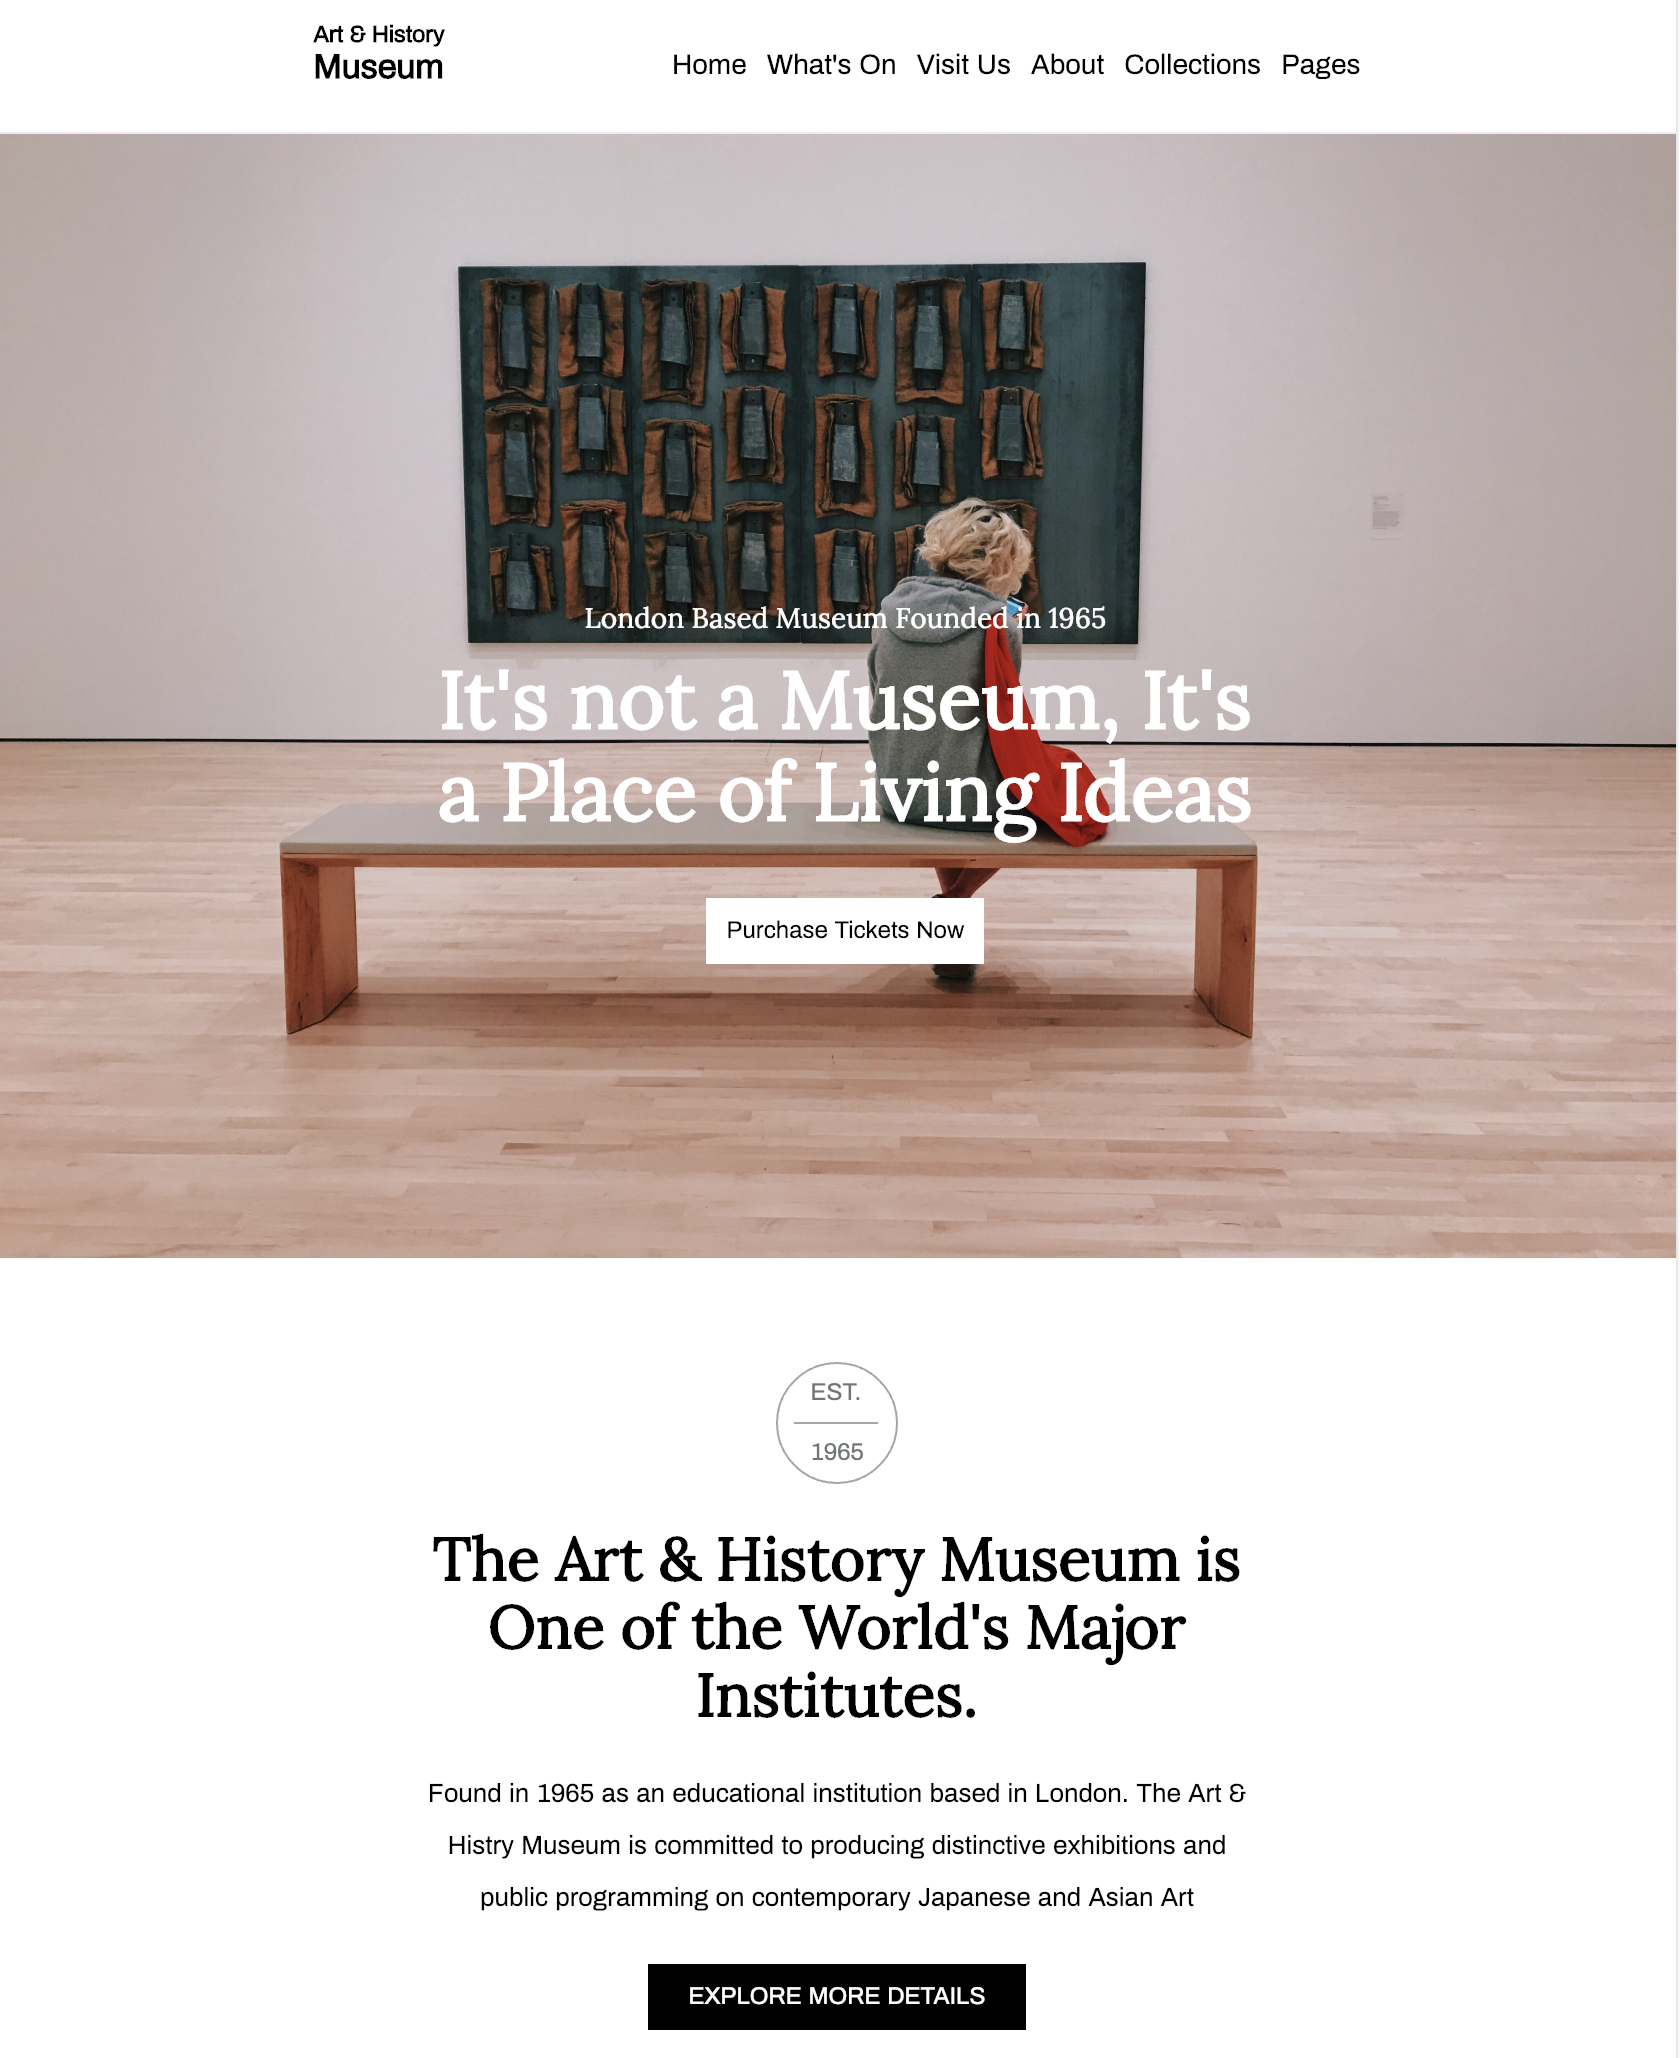 Art & History
Museum
Home What's On Visit Us About Collections Pages
London Based Museum Founded in 1965
It's not a Museum, It's
a Place of Living Ideas
Purchase Tickets Now
EST.
1965
The Art & History Museum is
One of the World's Major
Institutes.
Found in 1965 as an educational institution based in London. The Art &
Histry Museum is committed to producing distinctive exhibitions and
public programming on contemporary Japanese and Asian Art
EXPLORE MORE DETAILS